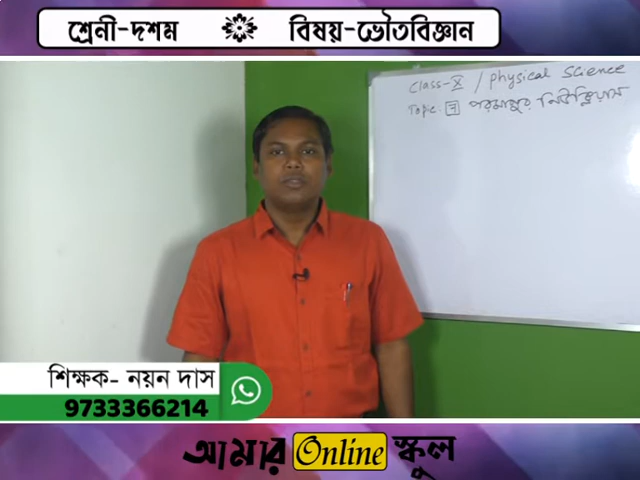 শ্রেনী-দশম বিষয়-ভৌতবিজ্ঞান
Class-X / physical Science
Topic: 7 পরমাণুর নিউক্লিয়াস
শিক্ষক- নয়ন দাস
9733366214
আমার Online স্কুল